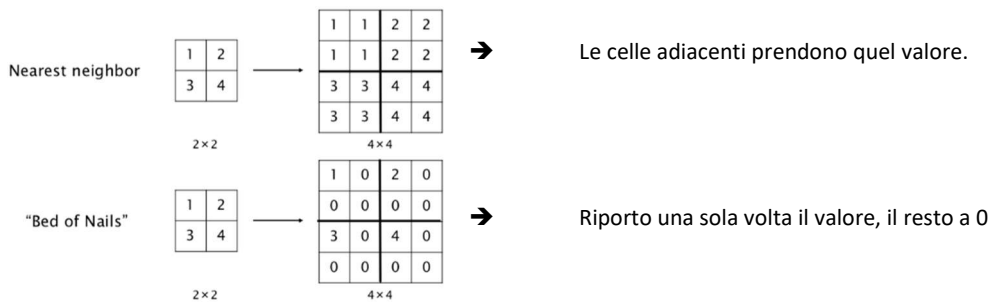 1 1 2 2
1 2
1 1 2 2
➔ Le celle adiacenti prendono quel valore.
Nearest neighbor
3 4
3 3 4 4
3 3 4 4
2×2
4×4
1 0 2 0
1 2
0 0 0 0
"Bed of Nails"
➔ Riporto una sola volta il valore, il resto a 0
3 4
3 0 4 0
0 0 0 0
2×2
4×4